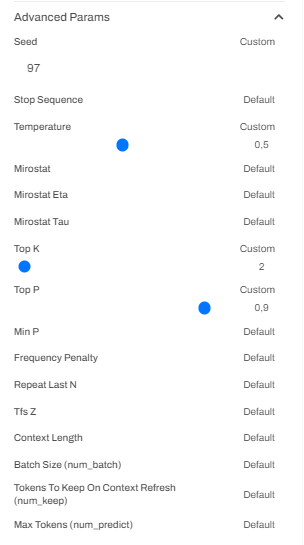 Advanced Params
Seed Custom
97
Stop Sequence Default
Temperature Custom
0.5
Mirostat Default
Mirostat Eta Default
Mirostat Tau Default
Top K Custom
2
Top P Custom
0.9
Min P Default
Frequency Penalty Default
Repeat Last N Default
Tfs Z Default
Context Length Default
Batch Size (num_batch) Default
Tokens To Keep On Context Refresh
(num_keep) Default
Max Tokens (num_predict) Default